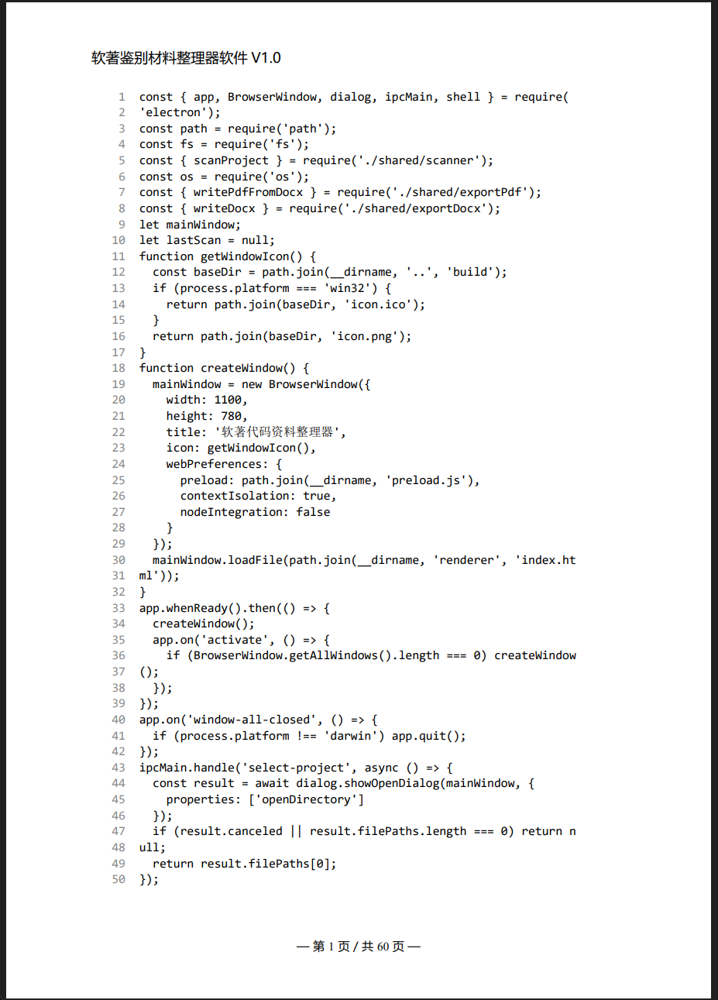 软著鉴别材料整理器软件 V1.0
1 const { app, BrowserWindow, dialog, ipcMain, shell } = require(
2 'electron');
3 const path = require('path');
4 const fs = require('fs');
5 const { scanProject } = require('./shared/scanner');
6 const os = require('os');
7 const { writePdfFromDocx } = require('./shared/exportPdf');
8 const { writeDocx } = require('./shared/exportDocx');
9 let mainWindow;
10 let lastScan = null;
11 function getWindowIcon() {
12   const baseDir = path.join(__dirname, '..', 'build');
13   if (process.platform === 'win32') {
14     return path.join(baseDir, 'icon.ico');
15   }
16   return path.join(baseDir, 'icon.png');
17 }
18 function createWindow() {
19   mainWindow = new BrowserWindow({
20     width: 1100,
21     height: 780,
22     title: '软著代码资料整理器',
23     icon: getWindowIcon(),
24     webPreferences: {
25       preload: path.join(__dirname, 'preload.js'),
26       contextIsolation: true,
27       nodeIntegration: false
28     }
29   });
30   mainWindow.loadFile(path.join(__dirname, 'renderer', 'index.ht
31 ml'));
32 }
33 app.whenReady().then(() => {
34   createWindow();
35   app.on('activate', () => {
36     if (BrowserWindow.getAllWindows().length === 0) createWindow
37 ();
38   });
39 });
40 app.on('window-all-closed', () => {
41   if (process.platform !== 'darwin') app.quit();
42 });
43 ipcMain.handle('select-project', async () => {
44   const result = await dialog.showOpenDialog(mainWindow, {
45     properties: ['openDirectory']
46   });
47   if (result.canceled || result.filePaths.length === 0) return n
48 ull;
49   return result.filePaths[0];
50 });
— 第 1 页 / 共 60 页 —